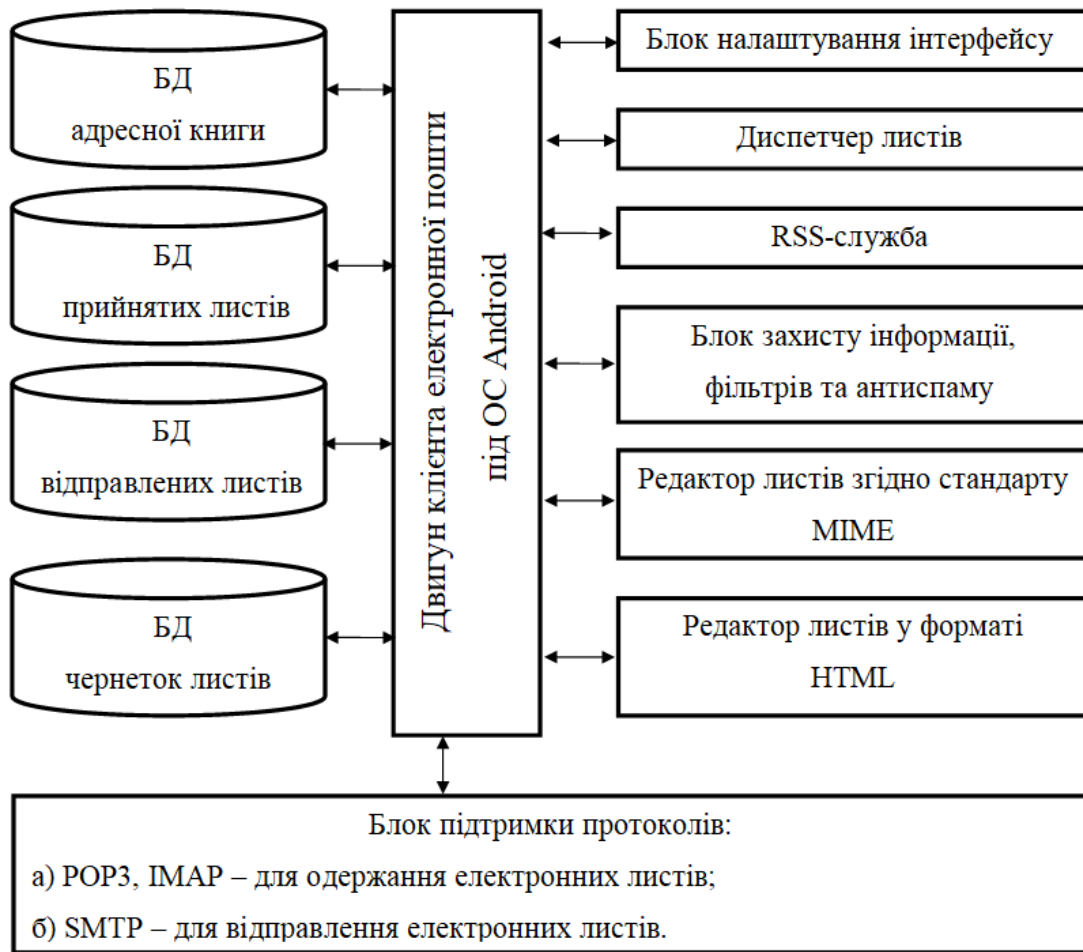 БД
адресної книги
БД
прийнятих листів
БД
відправлених листів
БД
чернеток листів
Двигун клієнта електронної пошти
під ОС Android
Блок налаштування інтерфейсу
Диспетчер листів
RSS-служба
Блок захисту інформації,
фільтрів та антиспаму
Редактор листів згідно стандарту
MIME
Редактор листів у форматі
HTML
Блок підтримки протоколів:
а) POP3, IMAP – для одержання електронних листів;
б) SMTP – для відправлення електронних листів.